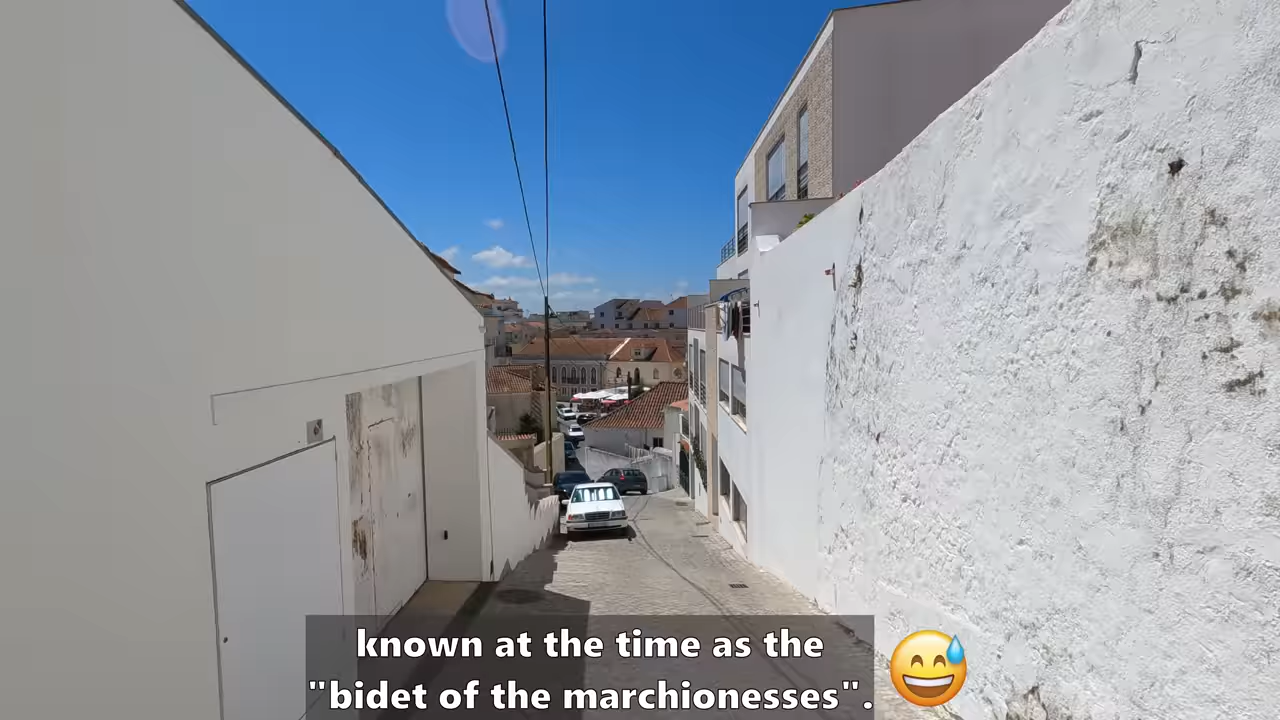 known at the time as the
"bidet of the marchionesses".